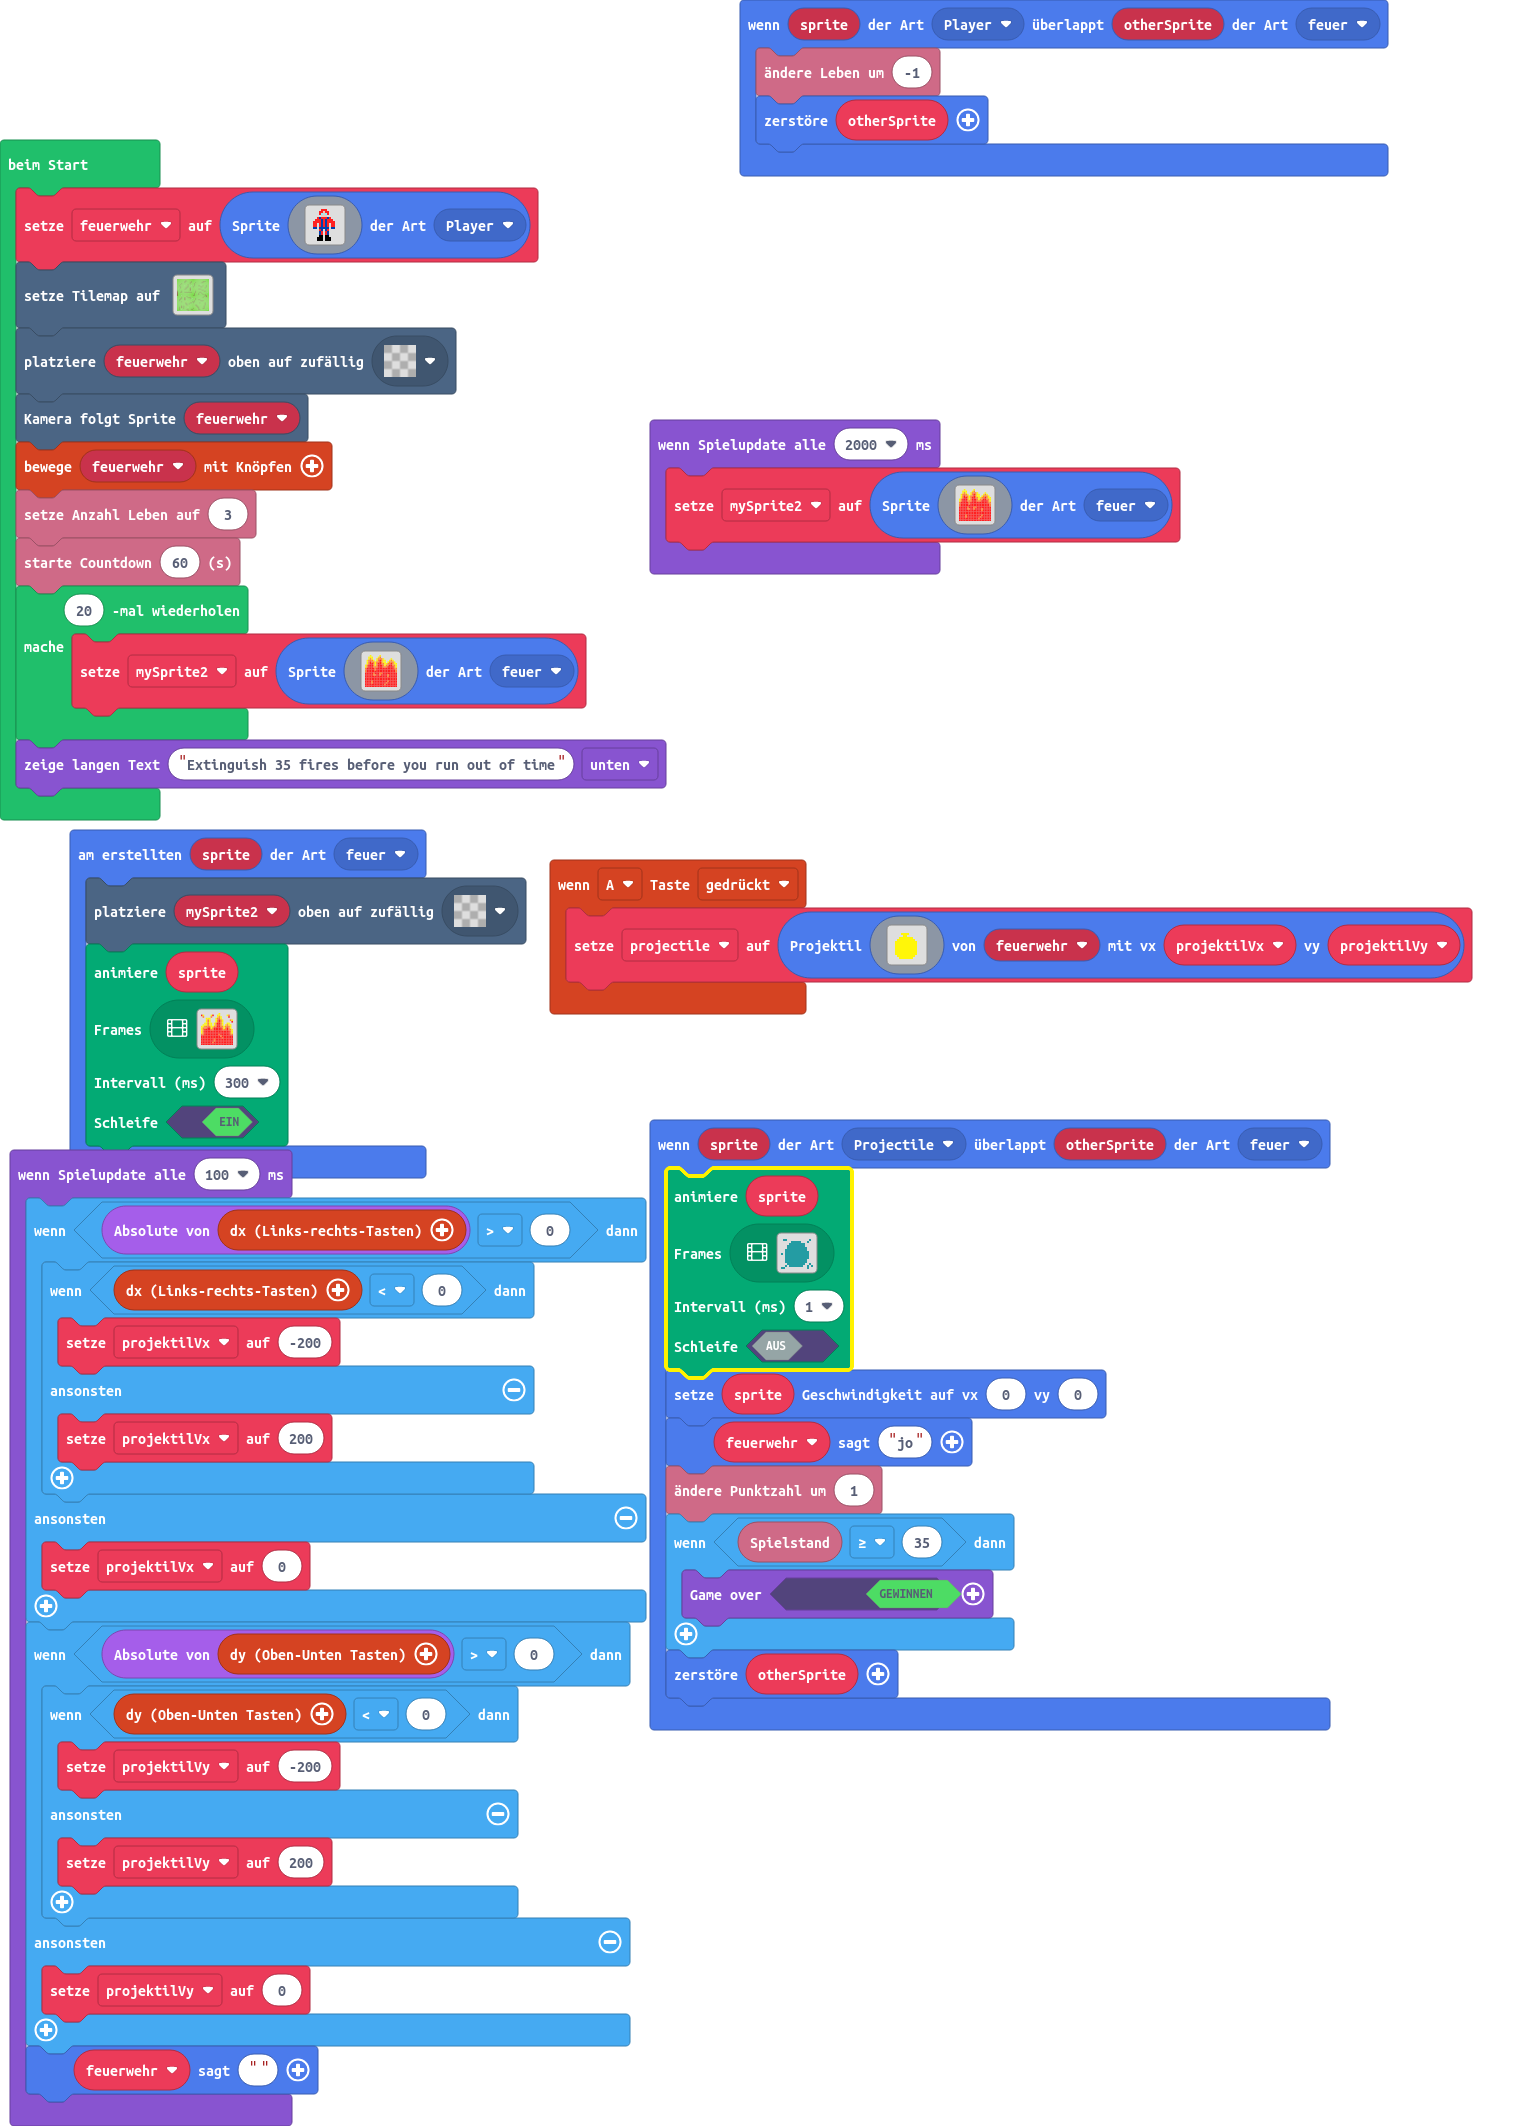 wenn sprite der Art Player überlappt otherSprite der Art feuer
ändere Leben um -1
zerstöre otherSprite
beim Start
setze feuerwehr auf Sprite der Art Player
setze Tilemap auf
platziere feuerwehr oben auf zufällig
Kamera folgt Sprite feuerwehr
bewege feuerwehr mit Knöpfen
setze Anzahl Leben auf 3
starte Countdown 60 (s)
20 -mal wiederholen
mache
setze mySprite2 auf Sprite der Art feuer
zeige langen Text "Extinguish 35 fires before you run out of time" unten
wenn Spielupdate alle 2000 ms
setze mySprite2 auf Sprite der Art feuer
am erstellten sprite der Art feuer
platziere mySprite2 oben auf zufällig
animiere sprite
Frames
Intervall (ms) 300
Schleife EIN
wenn A Taste gedrückt
setze projectile auf Projektil von feuerwehr mit vx projektilVx vy projektilVy
wenn Spielupdate alle 100 ms
wenn Absolute von dx (Links-rechts-Tasten) > 0 dann
wenn dx (Links-rechts-Tasten) < 0 dann
setze projektilVx auf -200
ansonsten
setze projektilVx auf 200
ansonsten
setze projektilVx auf 0
wenn Absolute von dy (Oben-Unten Tasten) > 0 dann
wenn dy (Oben-Unten Tasten) < 0 dann
setze projektilVy auf -200
ansonsten
setze projektilVy auf 200
ansonsten
setze projektilVy auf 0
feuerwehr sagt " "
wenn sprite der Art Projectile überlappt otherSprite der Art feuer
animiere sprite
Frames
Intervall (ms) 1
Schleife AUS
setze sprite Geschwindigkeit auf vx 0 vy 0
feuerwehr sagt "jo"
ändere Punktzahl um 1
wenn Spielstand ≥ 35 dann
Game over GEWINNEN
zerstöre otherSprite